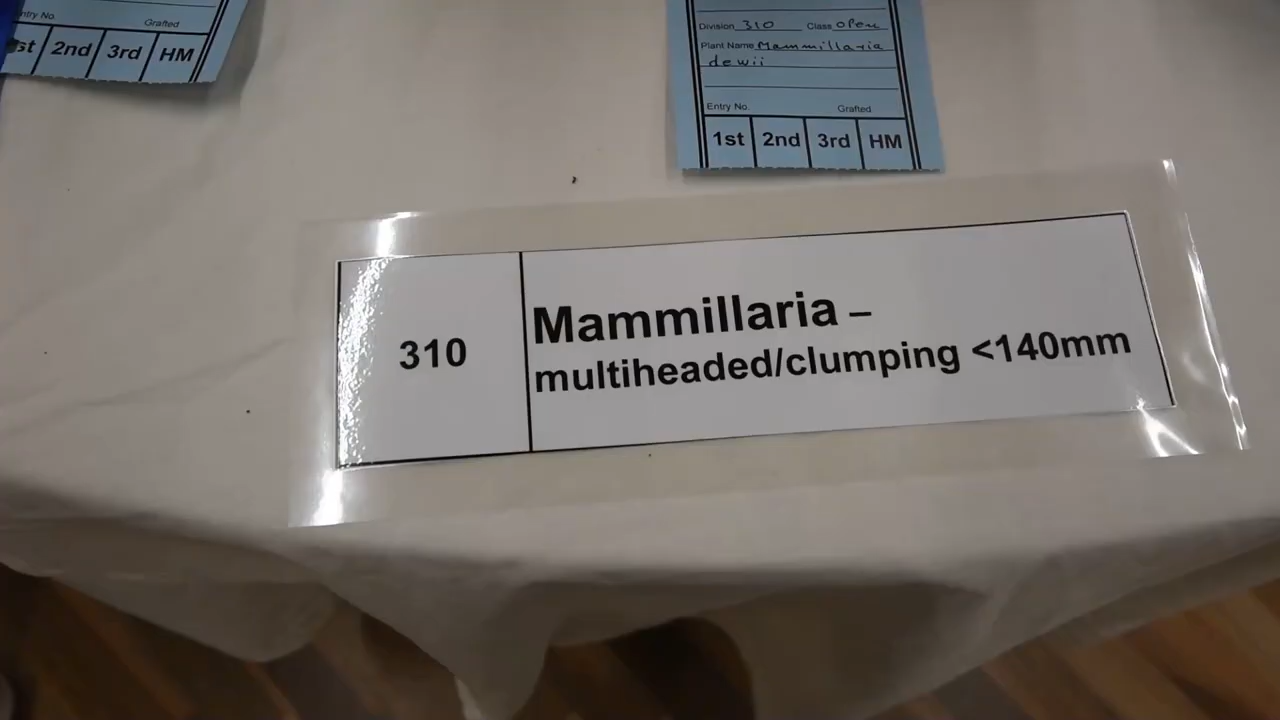 Entry No. Grafted
2nd 3rd HM
Division 310 Class open
Plant Name Mammillaria
dewii
Entry No. Grafted
1st 2nd 3rd HM
310
Mammillaria –
multiheaded/clumping <140mm